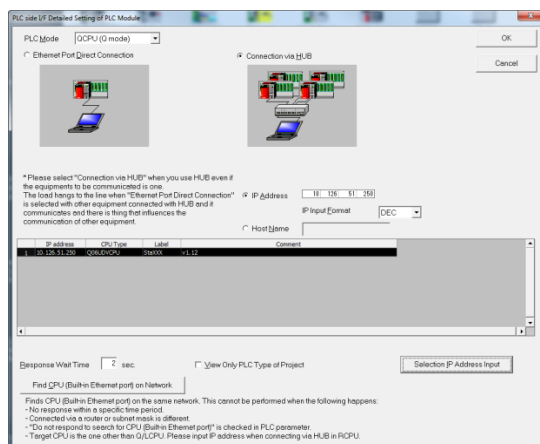 PLC side I/F Detailed Setting of PLC Module
PLC Mode QCPU (Q mode)
OK
Cancel
Ethernet Port Direct Connection
Connection via HUB
* Please select "Connection via HUB" when you use HUB even if
the equipments to be communicated is one.
The load hangs to the line when "Ethernet Port Direct Connection"
is selected with other equipment connected with HUB and it
communicates and there is thing that influences the
communication of other equipment.
IP Address 10 126 51 250
IP Input Format DEC
Host Name
IP address CPU Type Label Comment
1 10.126.51.250 Q06UDVCPU StaXXX v1.12
Response Wait Time 2 sec.
View Only PLC Type of Project
Selection IP Address Input
Find CPU (Built-in Ethernet port) on Network
Finds CPU (Built-in Ethernet port) on the same network. This cannot be performed when the following happens:
- No response within a specific time period.
- Connected via a router or subnet mask is different.
- "Do not respond to search for CPU (Built-in Ethernet port)" is checked in PLC parameter.
- Target CPU is the one other than Q/LCPU. Please input IP address when connecting via HUB in RCPU.